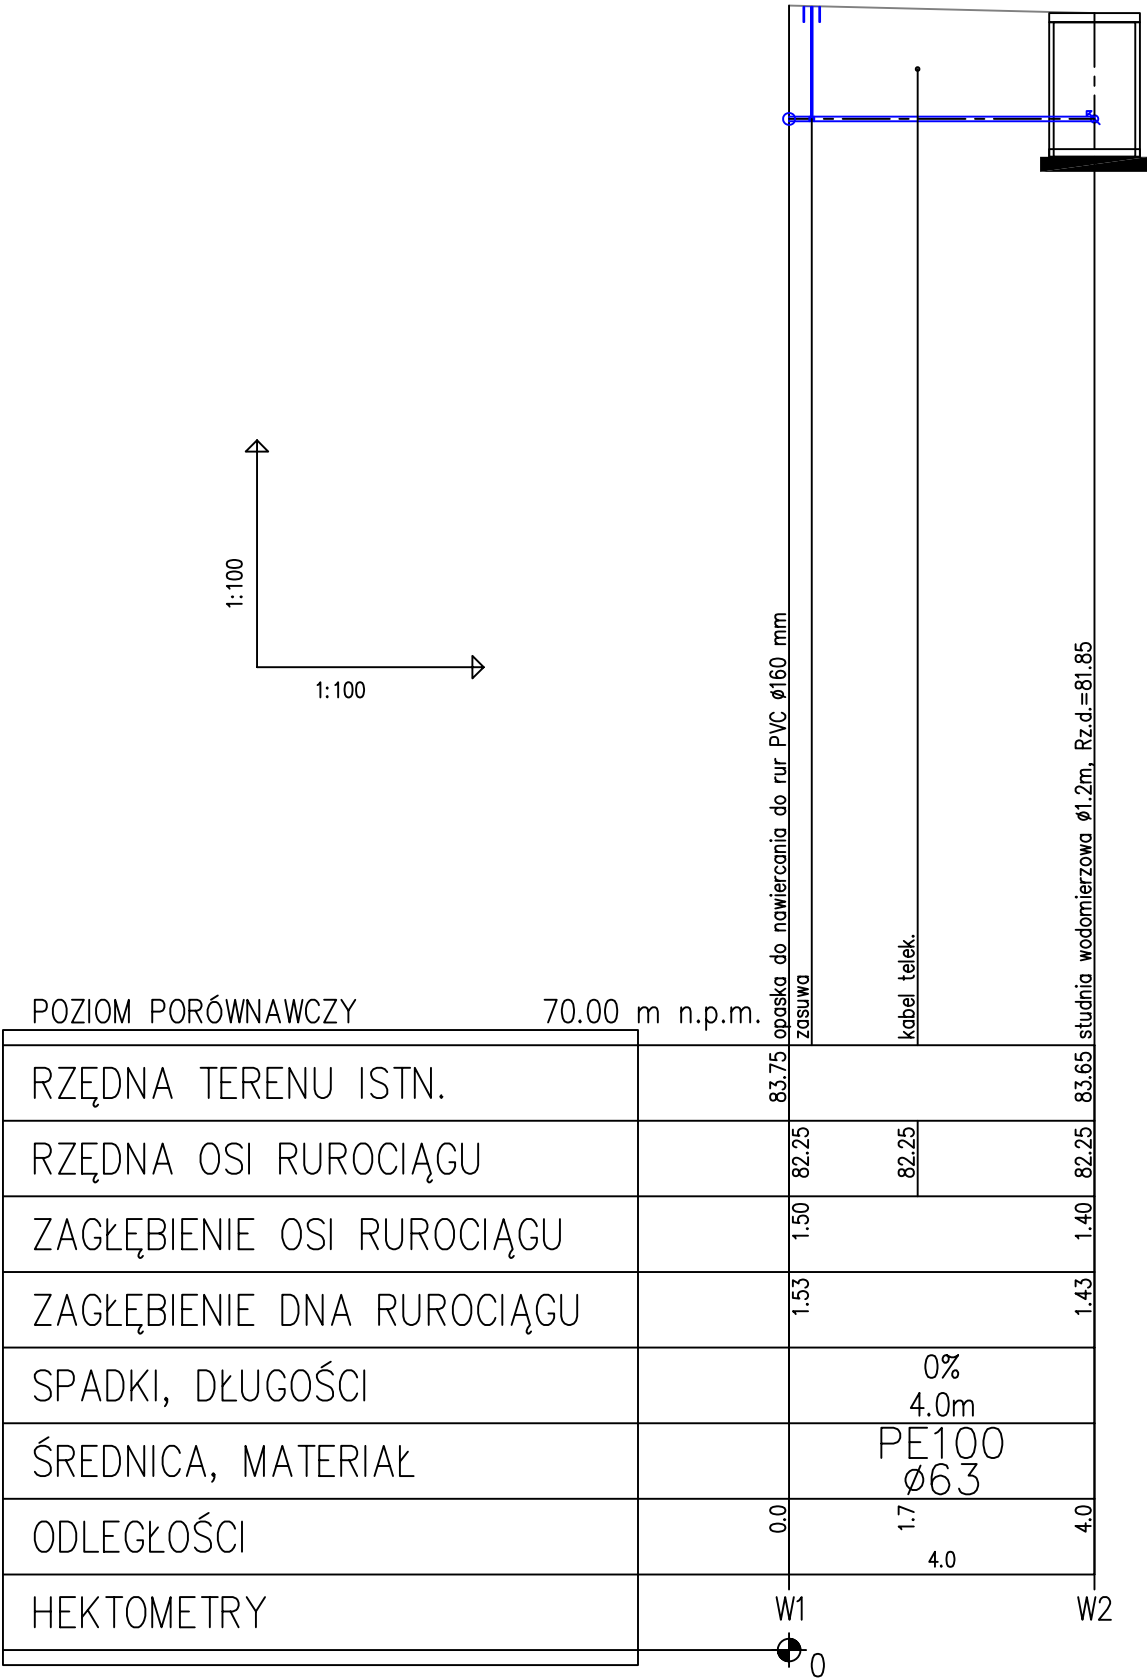 1:100
1:100
opaska do nawiercania do rur PVC ø160 mm
zasuwa
kabel telek.
studnia wodomierzowa ø1.2m, Rz.d.=81.85
POZIOM PORÓWNAWCZY 70.00 m n.p.m.
RZĘDNA TERENU ISTN. 83.75 83.65
RZĘDNA OSI RUROCIĄGU 82.25 82.25 82.25
ZAGŁĘBIENIE OSI RUROCIĄGU 1.50 1.40
ZAGŁĘBIENIE DNA RUROCIĄGU 1.53 1.43
SPADKI, DŁUGOŚCI 0%
4.0m
ŚREDNICA, MATERIAŁ PE100
ø63
ODLEGŁOŚCI 0.0 1.7 4.0
4.0
HEKTOMETRY W1 W2
0